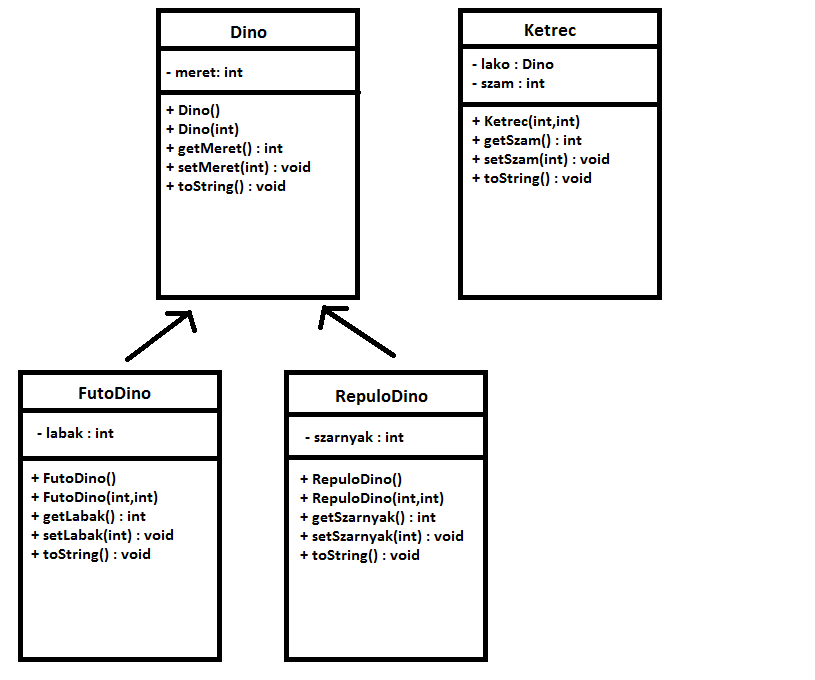 Dino
- meret: int
+ Dino()
+ Dino(int)
+ getMeret() : int
+ setMeret(int) : void
+ toString() : void
Ketrec
- lako : Dino
- szam : int
+ Ketrec(int,int)
+ getSzam() : int
+ setSzam(int) : void
+ toString() : void
FutoDino
- labak : int
+ FutoDino()
+ FutoDino(int,int)
+ getLabak() : int
+ setLabak(int) : void
+ toString() : void
RepuloDino
- szarnyak : int
+ RepuloDino()
+ RepuloDino(int,int)
+ getSzarnyak() : int
+ setSzarnyak(int) : void
+ toString() : void